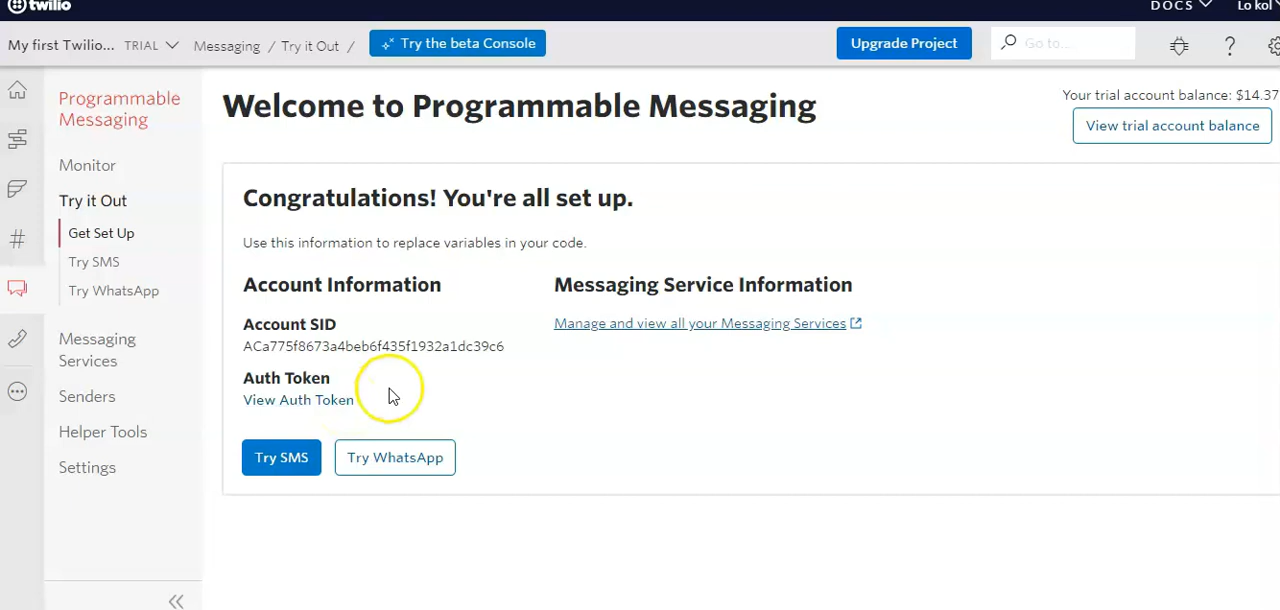 twilio
DOCS
Lo kol
My first Twilio... TRIAL
Messaging / Try it Out /
Try the beta Console
Upgrade Project
Go to...
Programmable Messaging
Monitor
Try it Out
Get Set Up
Try SMS
Try WhatsApp
Messaging Services
Senders
Helper Tools
Settings
Welcome to Programmable Messaging
Your trial account balance: $14.37
View trial account balance
Congratulations! You're all set up.
Use this information to replace variables in your code.
Account Information
Account SID
ACa775f8673a4beb6f435f1932a1dc39c6
Auth Token
View Auth Token
Messaging Service Information
Manage and view all your Messaging Services
Try SMS
Try WhatsApp